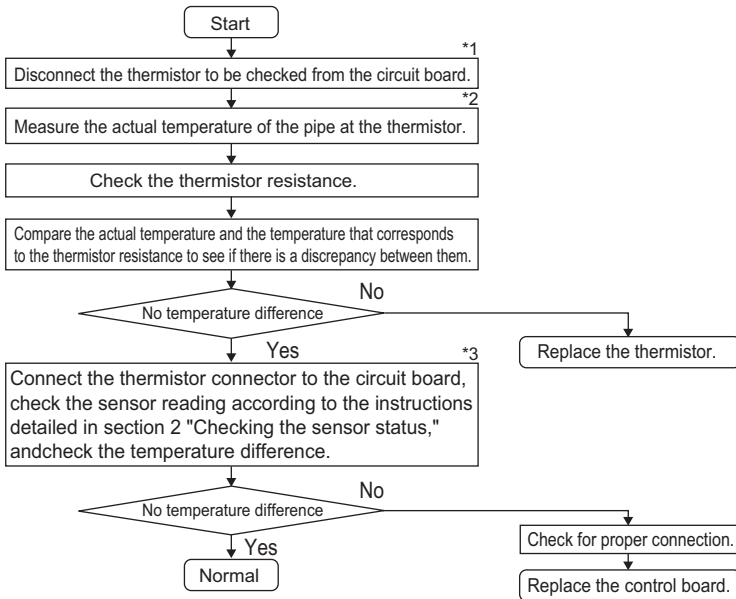 Start
*1
Disconnect the thermistor to be checked from the circuit board.
*2
Measure the actual temperature of the pipe at the thermistor.
Check the thermistor resistance.
Compare the actual temperature and the temperature that corresponds
to the thermistor resistance to see if there is a discrepancy between them.
No temperature difference
No
Replace the thermistor.
Yes
*3
Connect the thermistor connector to the circuit board,
check the sensor reading according to the instructions
detailed in section 2 "Checking the sensor status,"
andcheck the temperature difference.
No temperature difference
No
Check for proper connection.
Replace the control board.
Yes
Normal